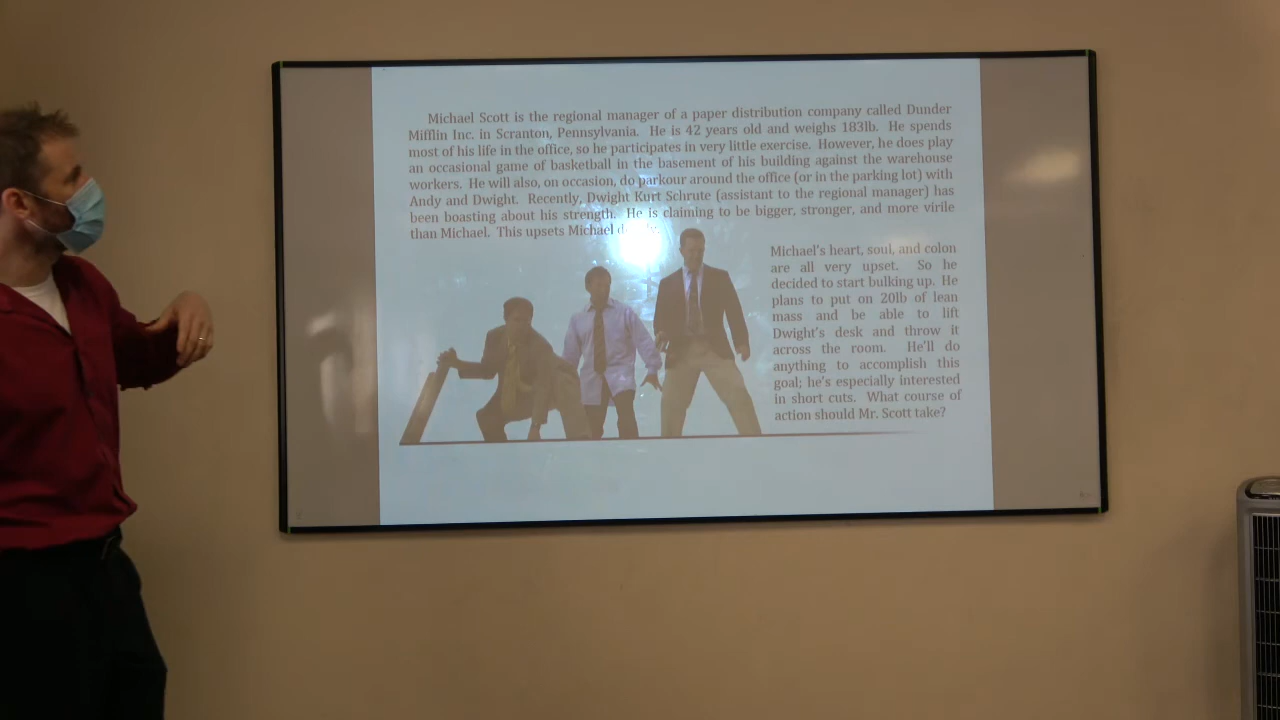 Michael Scott is the regional manager of a paper distribution company called Dunder
Mifflin Inc. in Scranton, Pennsylvania. He is 42 years old and weighs 183lb. He spends
most of his life in the office, so he participates in very little exercise. However, he does play
an occasional game of basketball in the basement of his building against the warehouse
workers. He will also, on occasion, do parkour around the office (or in the parking lot) with
Andy and Dwight. Recently, Dwight Kurt Schrute (assistant to the regional manager) has
been boasting about his strength. He is claiming to be bigger, stronger, and more virile
than Michael. This upsets Michael
Michael's heart, soul, and colon
are all very upset. So he
decided to start bulking up. He
plans to put on 20lb of lean
mass and be able to lift
Dwight's desk and throw it
across the room. He'll do
anything to accomplish this
goal; he's especially interested
in short cuts. What course of
action should Mr. Scott take?